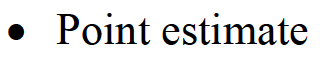 • Point estimate